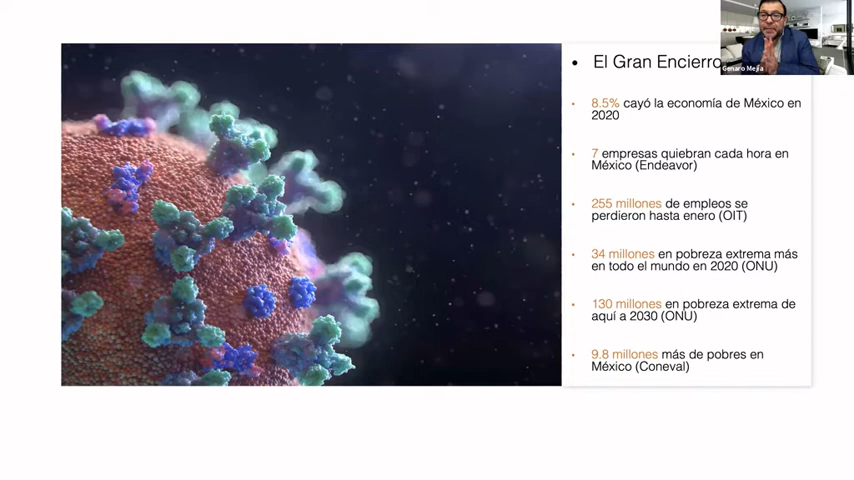 Genaro Mejía
• El Gran Encierro
• 8.5% cayó la economía de México en
2020
• 7 empresas quiebran cada hora en
México (Endeavor)
• 255 millones de empleos se
perdieron hasta enero (OIT)
• 34 millones en pobreza extrema más
en todo el mundo en 2020 (ONU)
• 130 millones en pobreza extrema de
aquí a 2030 (ONU)
• 9.8 millones más de pobres en
México (Coneval)